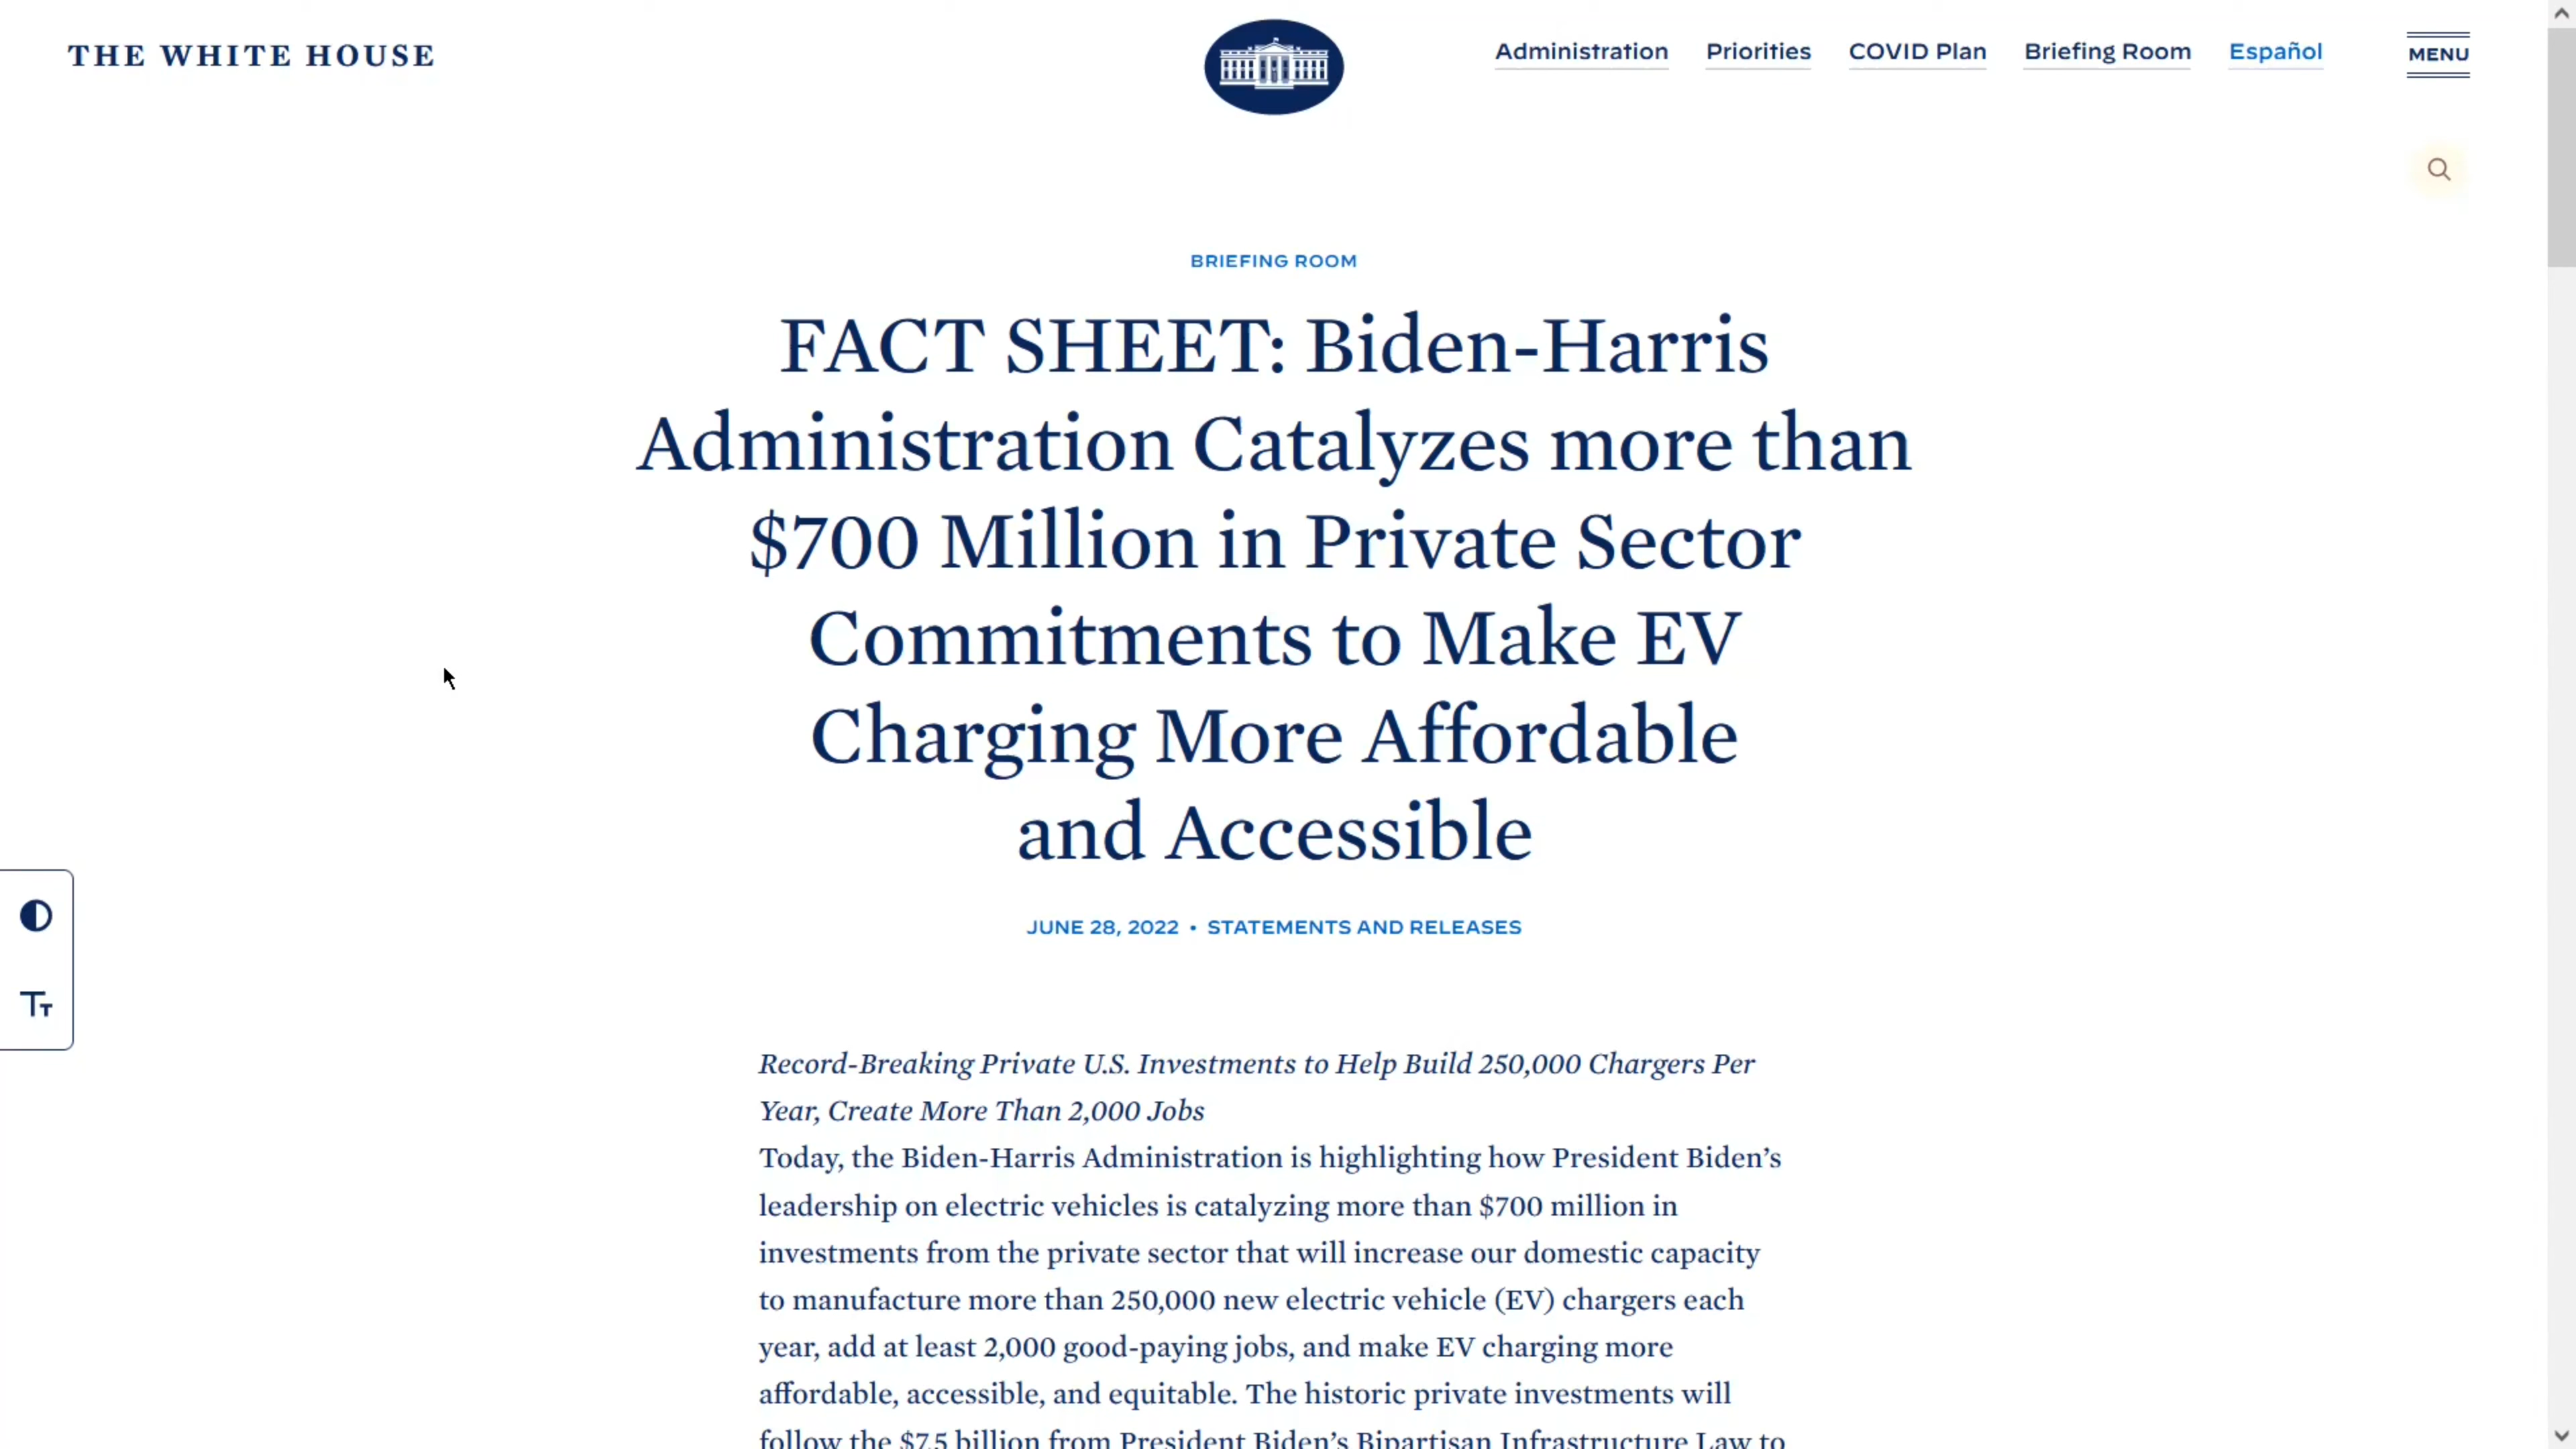 THE WHITE HOUSE
Administration Priorities COVID Plan Briefing Room Español MENU
BRIEFING ROOM
FACT SHEET: Biden-Harris
Administration Catalyzes more than
$700 Million in Private Sector
Commitments to Make EV
Charging More Affordable
and Accessible
JUNE 28, 2022 • STATEMENTS AND RELEASES
Tт
Record-Breaking Private U.S. Investments to Help Build 250,000 Chargers Per
Year, Create More Than 2,000 Jobs
Today, the Biden-Harris Administration is highlighting how President Biden’s
leadership on electric vehicles is catalyzing more than $700 million in
investments from the private sector that will increase our domestic capacity
to manufacture more than 250,000 new electric vehicle (EV) chargers each
year, add at least 2,000 good-paying jobs, and make EV charging more
affordable, accessible, and equitable. The historic private investments will
follow the $7.5 billion from President Biden’s Bipartisan Infrastructure Law to